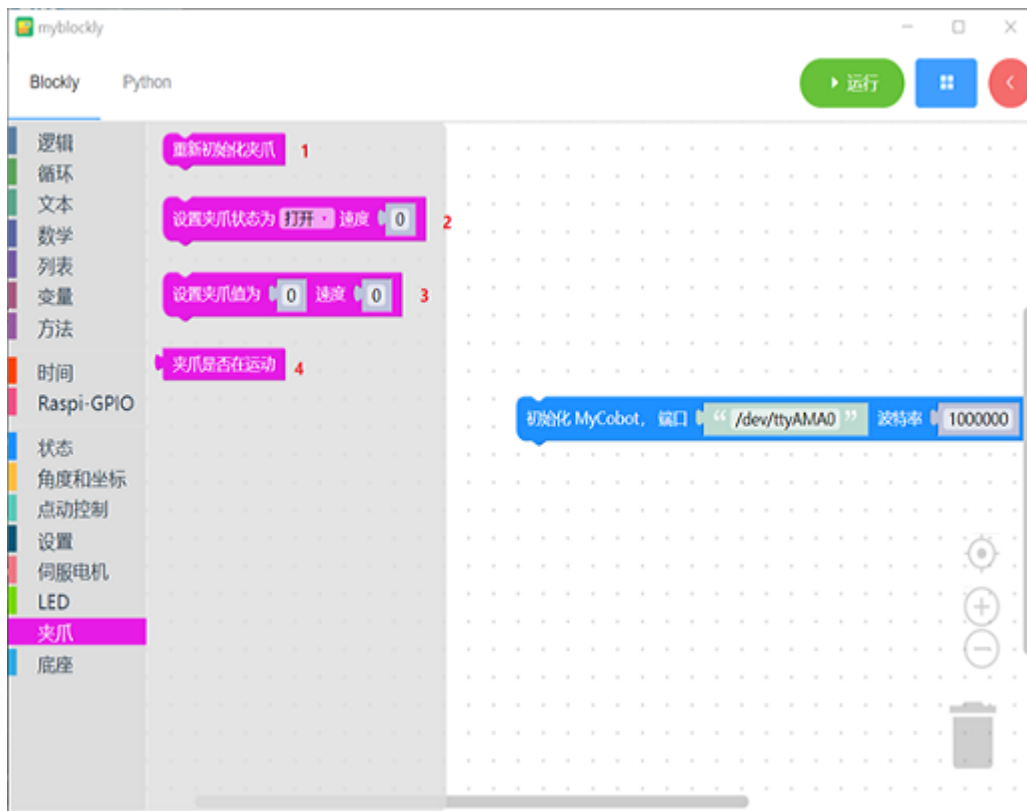 myblockly
Blockly Python
运行
逻辑
循环
文本
数学
列表
变量
方法
时间
Raspi-GPIO
状态
角度和坐标
点动控制
设置
伺服电机
LED
夹爪
底座
重新初始化夹爪 1
设置夹爪状态为 打开 速度 0 2
设置夹爪值为 0 速度 0 3
夹爪是否在运动 4
初始化 MyCobot， 端口 “ /dev/ttyAMA0 ” 波特率 1000000